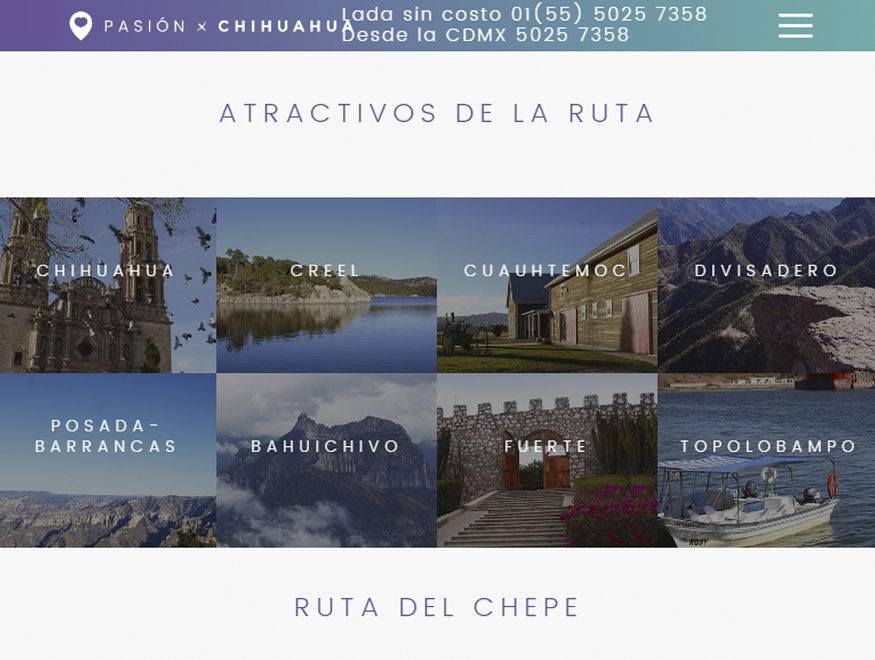 PASIÓN x CHIHUAHUA
Lada sin costo 01(55) 5025 7358
Desde la CDMX 5025 7358
ATRACTIVOS DE LA RUTA
CHIHUAHUA
CREEL
CUAUHTEMOC
DIVISADERO
POSADA-
BARRANCAS
BAHUICHIVO
FUERTE
TOPOLOBAMPO
ROSY
RUTA DEL CHEPE